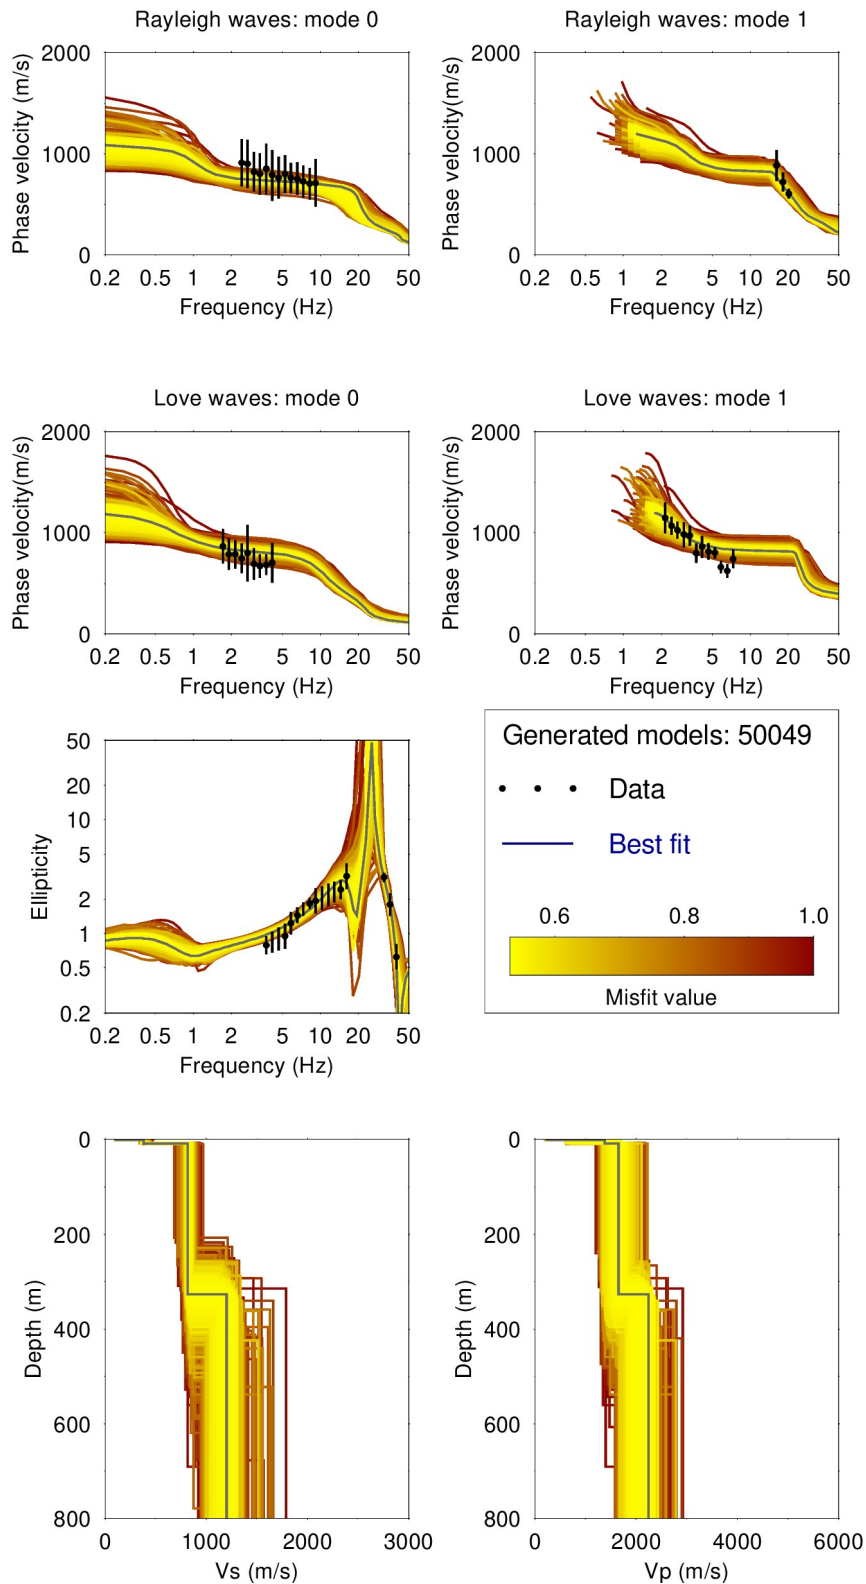 Rayleigh waves: mode 0
Phase velocity (m/s)
2000
1000
0
0.2 0.5 1 2 5 10 20 50
Frequency (Hz)
Rayleigh waves: mode 1
Phase velocity(m/s)
2000
1000
0
0.2 0.5 1 2 5 10 20 50
Frequency (Hz)
Love waves: mode 0
Phase velocity(m/s)
2000
1000
0
0.2 0.5 1 2 5 10 20 50
Frequency (Hz)
Love waves: mode 1
Phase velocity(m/s)
2000
1000
0
0.2 0.5 1 2 5 10 20 50
Frequency (Hz)
Ellipticity
50
20
10
5
2
1
0.5
0.2
0.2 0.5 1 2 5 10 20 50
Frequency (Hz)
Generated models: 50049
Data
Best fit
0.6 0.8 1.0
Misfit value
Depth (m)
0
200
400
600
800
0 1000 2000 3000
Vs (m/s)
Depth (m)
0
200
400
600
800
0 2000 4000 6000
Vp (m/s)